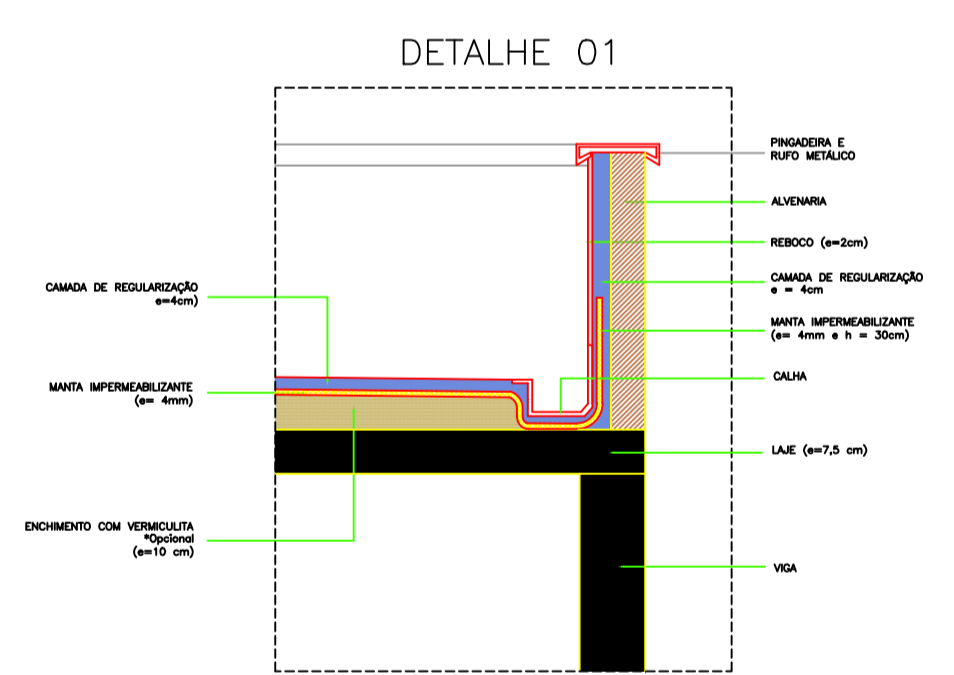 DETALHE 01
PINGADEIRA E
RUFO METÁLICO
ALVENARIA
REBOCO (e=2cm)
CAMADA DE REGULARIZAÇÃO
e = 4cm
MANTA IMPERMEABILIZANTE
(e= 4mm e h = 30cm)
CALHA
LAJE (e=7,5 cm)
VIGA
CAMADA DE REGULARIZAÇÃO
e=4cm)
MANTA IMPERMEABILIZANTE
(e= 4mm)
ENCHIMENTO COM VERMICULITA
*Opcional
(e=10 cm)